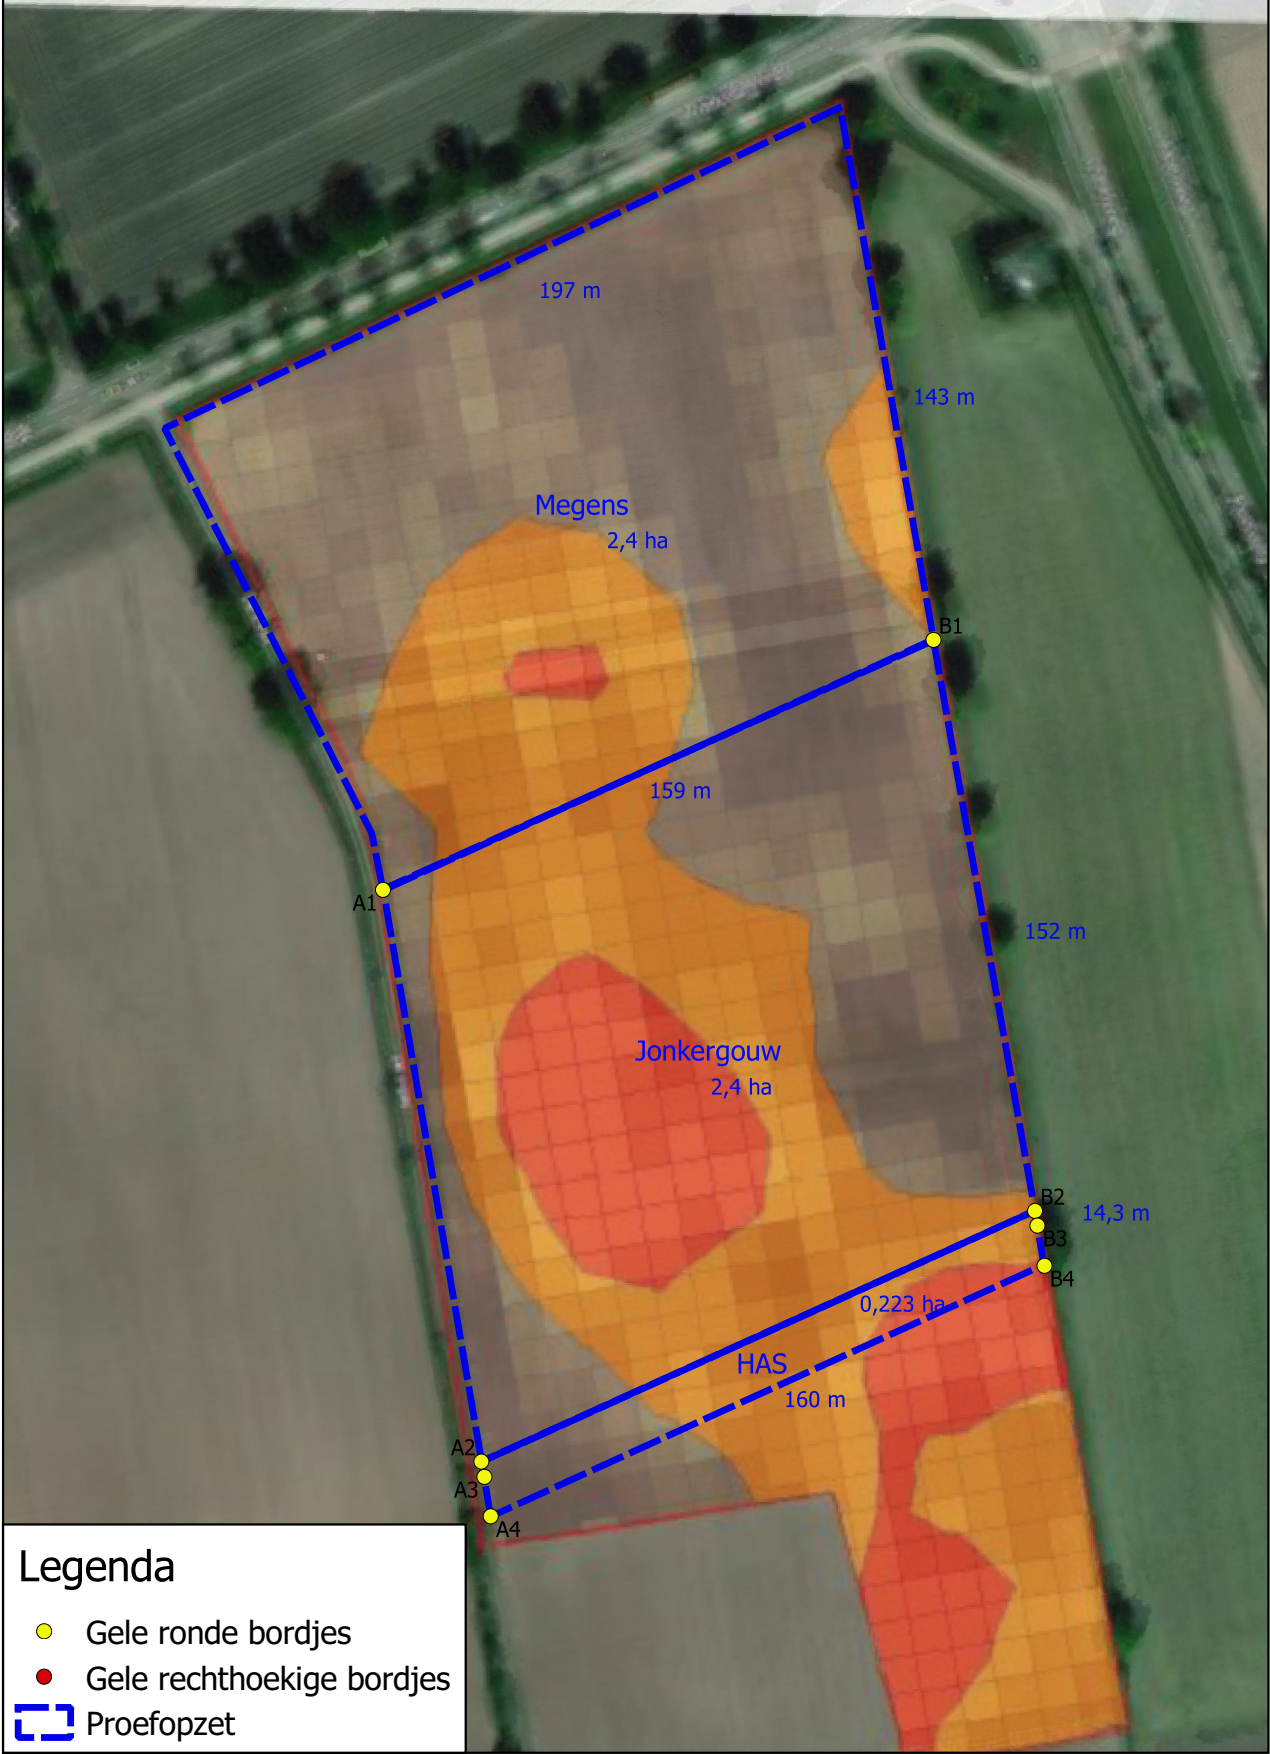 197 m
143 m
Megens
2,4 ha
B1
159 m
A1
152 m
Jonkergouw
2,4 ha
B2
14,3 m
B3
B4
0,223 ha
HAS
160 m
A2
A3
A4
Legenda
Gele ronde bordjes
Gele rechthoekige bordjes
Proefopzet